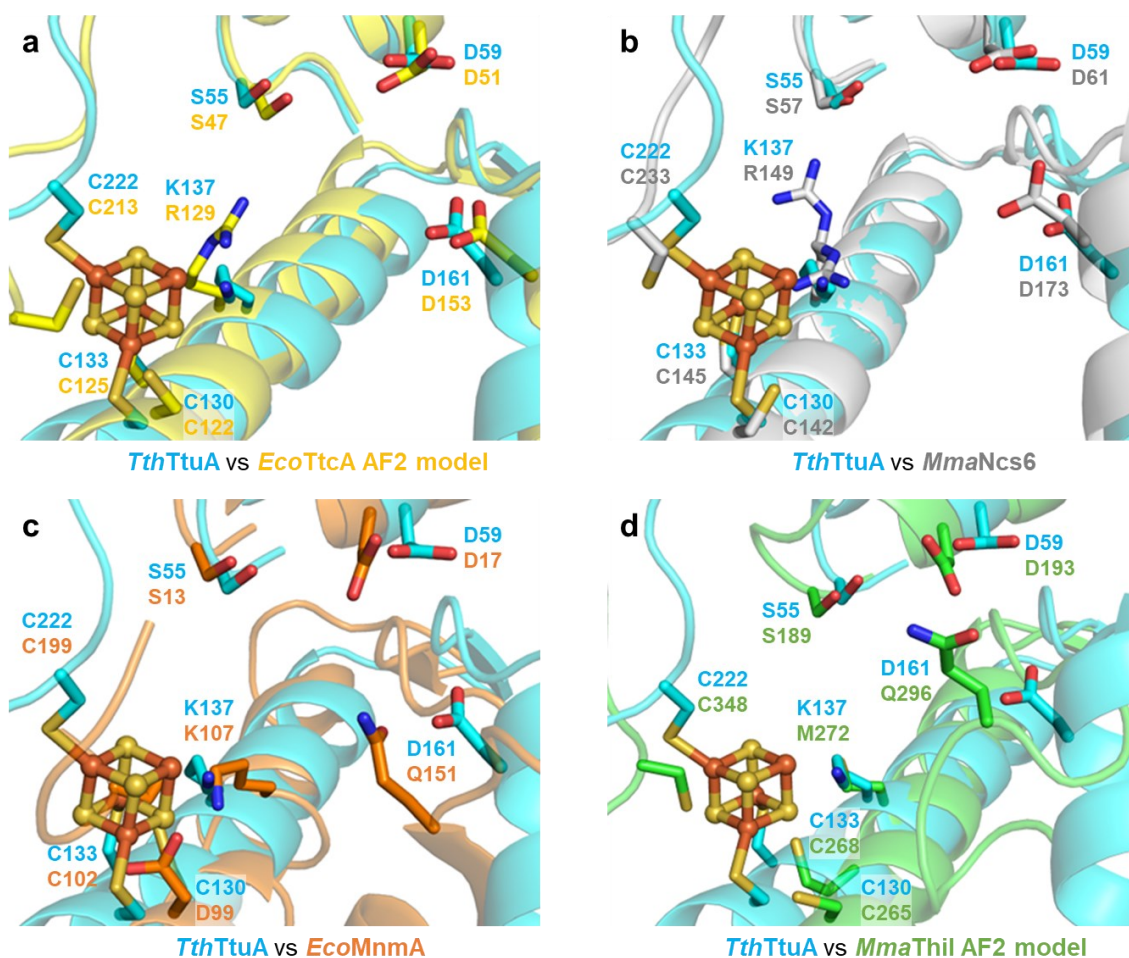 a
D59
D51
S55
S47
C222
C213
K137
R129
D161
D153
C133
C125
C130
C122
TthTtuA vs EcoTtcA AF2 model
b
D59
D61
S55
S57
C222
C233
K137
R149
D161
D173
C133
C145
C130
C142
TthTtuA vs MmaNcs6
c
D59
D17
S55
S13
C222
C199
K137
K107
D161
Q151
C133
C102
C130
D99
TthTtuA vs EcoMnmA
d
D59
D193
S55
S189
D161
Q296
C222
C348
K137
M272
C133
C268
C130
C265
TthTtuA vs MmaThiI AF2 model